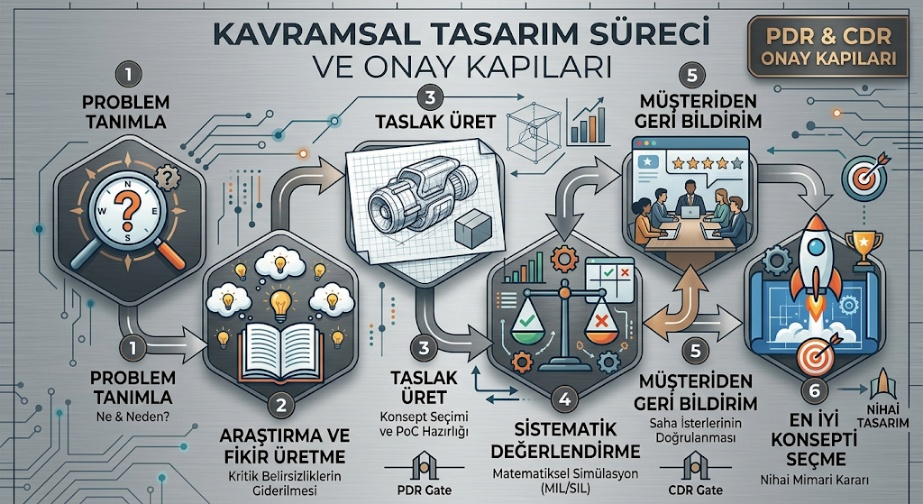 KAVRAMSAL TASARIM SÜRECİ
VE ONAY KAPILARI
PDR & CDR
ONAY KAPILARI
1
PROBLEM
TANIMLA
3
TASLAK ÜRET
5
MÜŞTERİDEN
GERİ BİLDİRİM
?
N
W
E
S
?
1
PROBLEM
TANIMLA
Ne & Neden?
2
ARAŞTIRMA VE
FİKİR ÜRETME
Kritik Belirsizliklerin
Giderilmesi
3
TASLAK
ÜRET
Konsept Seçimi
ve PoC Hazırlığı
PDR Gate
4
SİSTEMATİK
DEĞERLENDİRME
Matematiksel Simülasyon
(MIL/SIL)
5
MÜŞTERİDEN
GERİ BİLDİRİM
Saha İsterlerinin
Doğrulanması
CDR Gate
6
EN İYİ
KONSEPTİ
SEÇME
Nihai Mimari Kararı
NİHAİ
TASARIM